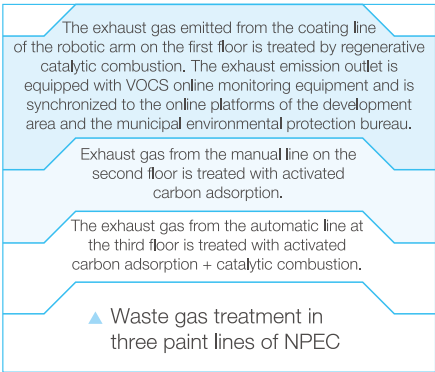 The exhaust gas emitted from the coating line
of the robotic arm on the first floor is treated by regenerative
catalytic combustion. The exhaust emission outlet is
equipped with VOCS online monitoring equipment and is
synchronized to the online platforms of the development
area and the municipal environmental protection bureau.
Exhaust gas from the manual line on the
second floor is treated with activated
carbon adsorption.
The exhaust gas from the automatic line at
the third floor is treated with activated
carbon adsorption + catalytic combustion.
Waste gas treatment in
three paint lines of NPEC